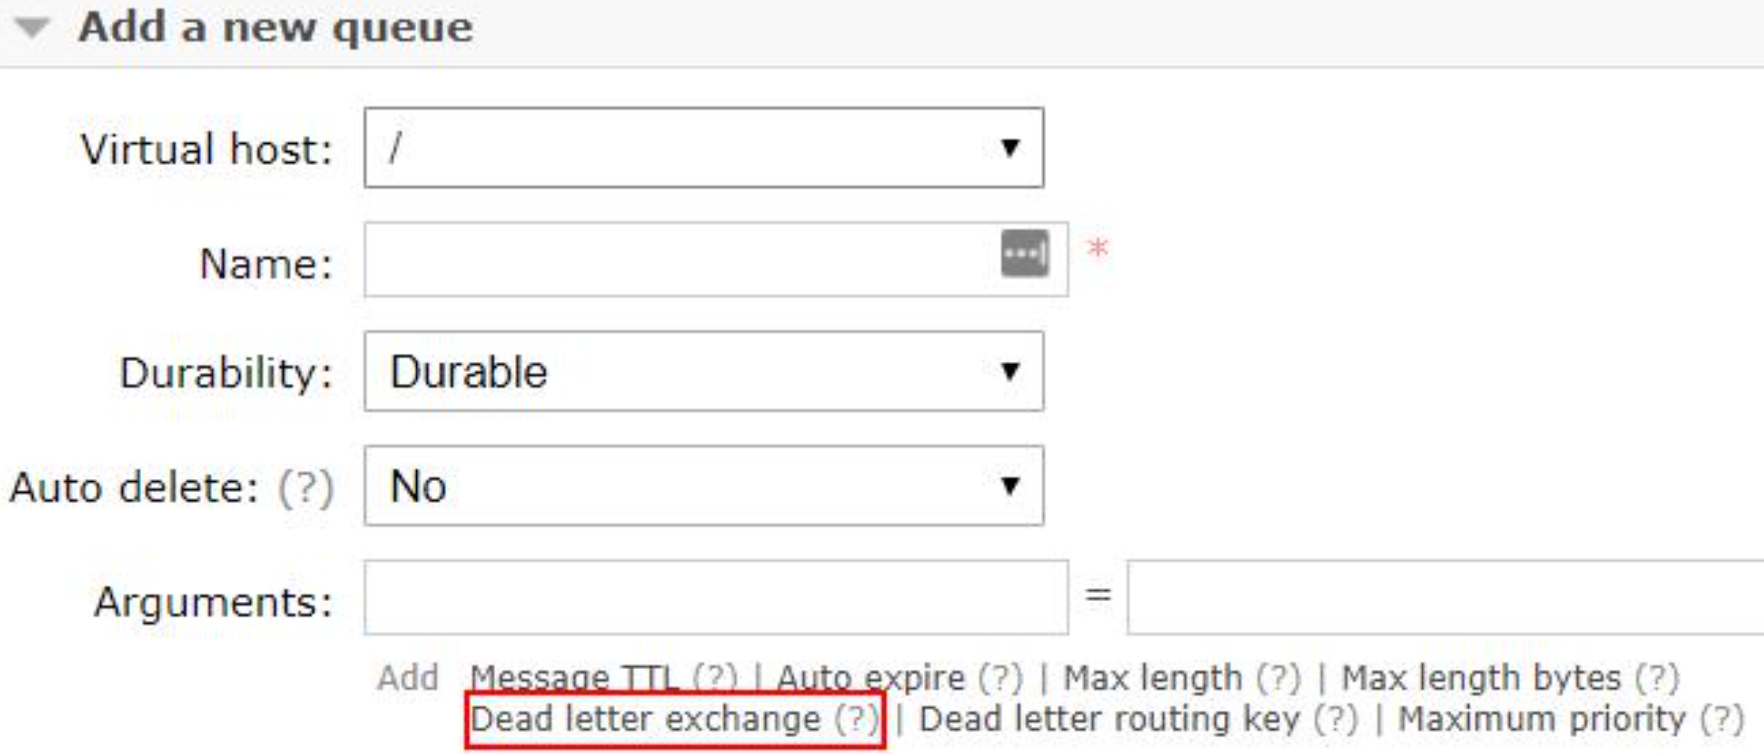 Add a new queue
Virtual host: /
Name: *
Durability: Durable
Auto delete: (?) No
Arguments: =
Add Message TTL (?) | Auto expire (?) | Max length (?) | Max length bytes (?)
Dead letter exchange (?) | Dead letter routing key (?) | Maximum priority (?)